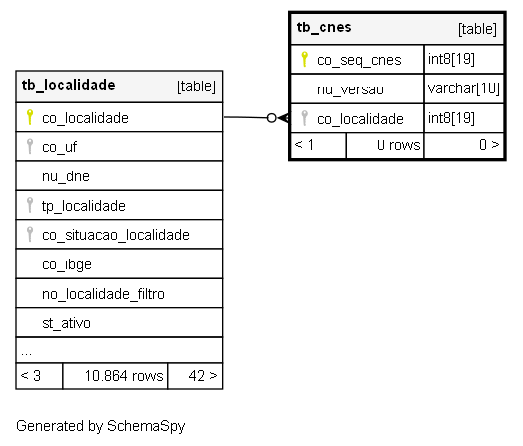 tb_cnes [table]
co_seq_cnes int8[19]
nu_versao varchar[10]
co_localidade int8[19]
< 1 0 rows 0 >
tb_localidade [table]
co_localidade
co_uf
nu_dne
tp_localidade
co_situacao_localidade
co_ibge
no_localidade_filtro
st_ativo
...
< 3 10.864 rows 42 >
Generated by SchemaSpy